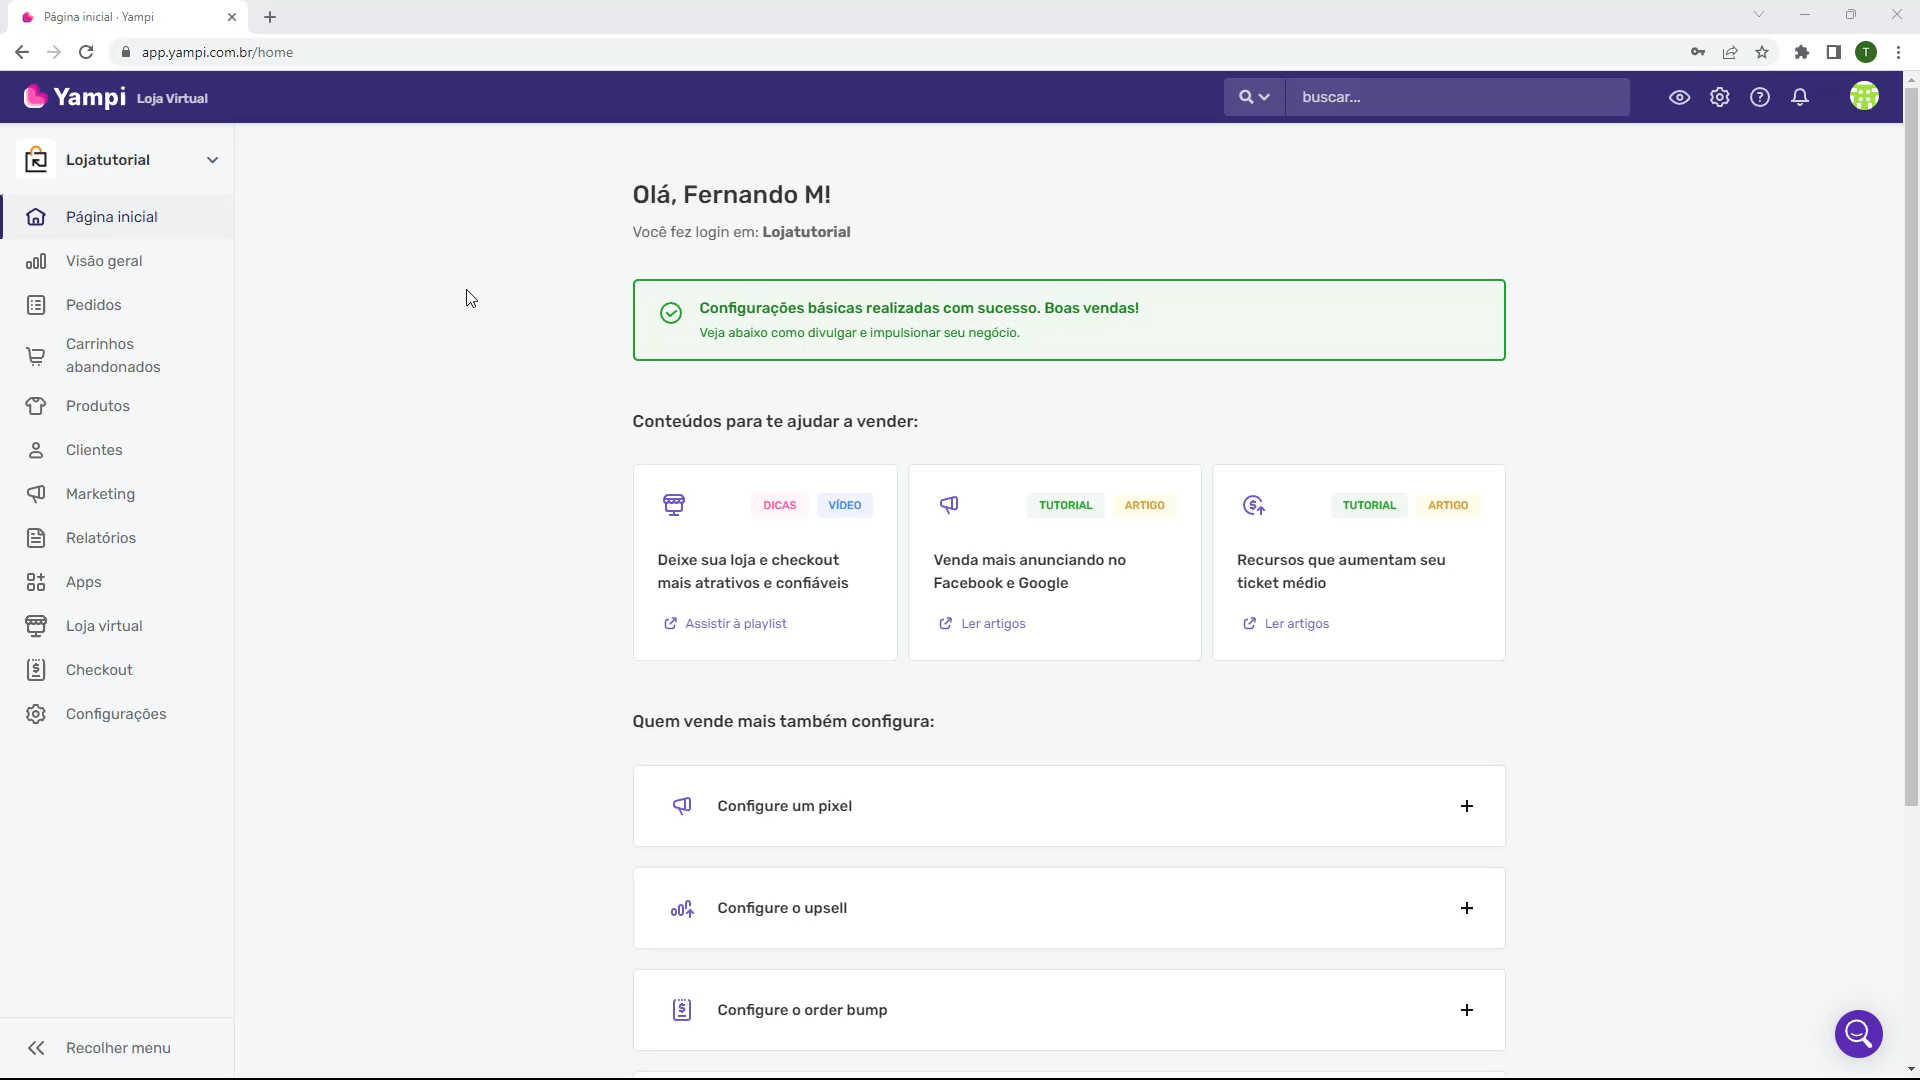 Página inicial · Yampi
app.yampi.com.br/home
T
Yampi Loja Virtual
buscar...
Lojatutorial
Página inicial
Visão geral
Pedidos
Carrinhos
abandonados
Produtos
Clientes
Marketing
Relatórios
Apps
Loja virtual
Checkout
Configurações
Recolher menu
Olá, Fernando M!
Você fez login em: Lojatutorial
Configurações básicas realizadas com sucesso. Boas vendas!
Veja abaixo como divulgar e impulsionar seu negócio.
Conteúdos para te ajudar a vender:
DICAS VÍDEO
Deixe sua loja e checkout
mais atrativos e confiáveis
Assistir à playlist
TUTORIAL ARTIGO
Venda mais anunciando no
Facebook e Google
Ler artigos
TUTORIAL ARTIGO
Recursos que aumentam seu
ticket médio
Ler artigos
Quem vende mais também configura:
Configure um pixel
Configure o upsell
Configure o order bump